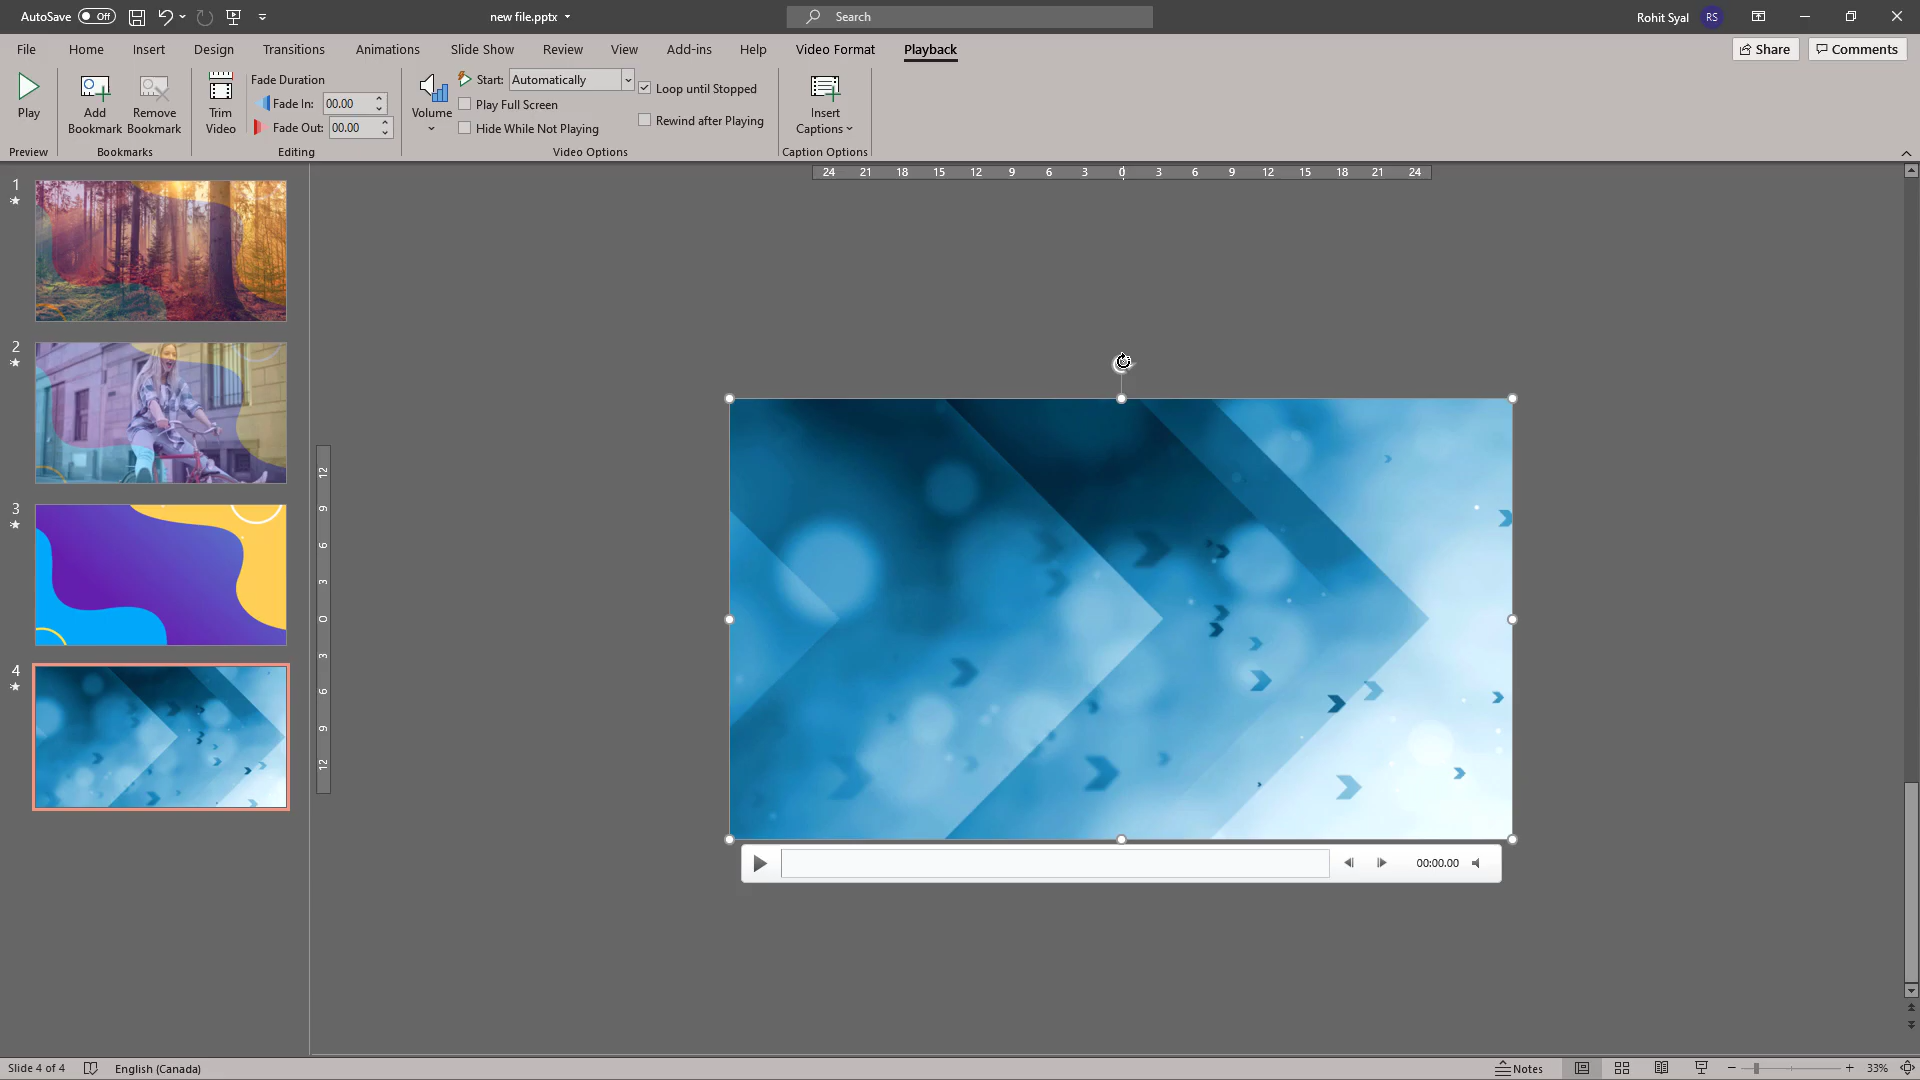 AutoSave Off new file.pptx Search Rohit Syal RS
File Home Insert Design Transitions Animations Slide Show Review View Add-ins Help Video Format Playback Share Comments
Play
Preview
Add
Bookmark
Remove
Bookmark
Bookmarks
Trim
Video
Fade Duration
Fade In: 00.00
Fade Out: 00.00
Editing
Volume
Start: Automatically
Play Full Screen
Hide While Not Playing
Loop until Stopped
Rewind after Playing
Video Options
Insert
Captions
Caption Options
24 21 18 15 12 9 6 3 0 3 6 9 12 15 18 21 24
1
2
3
4
12
9
6
3
0
3
6
9
12
00:00.00
Slide 4 of 4 English (Canada) Notes 33%